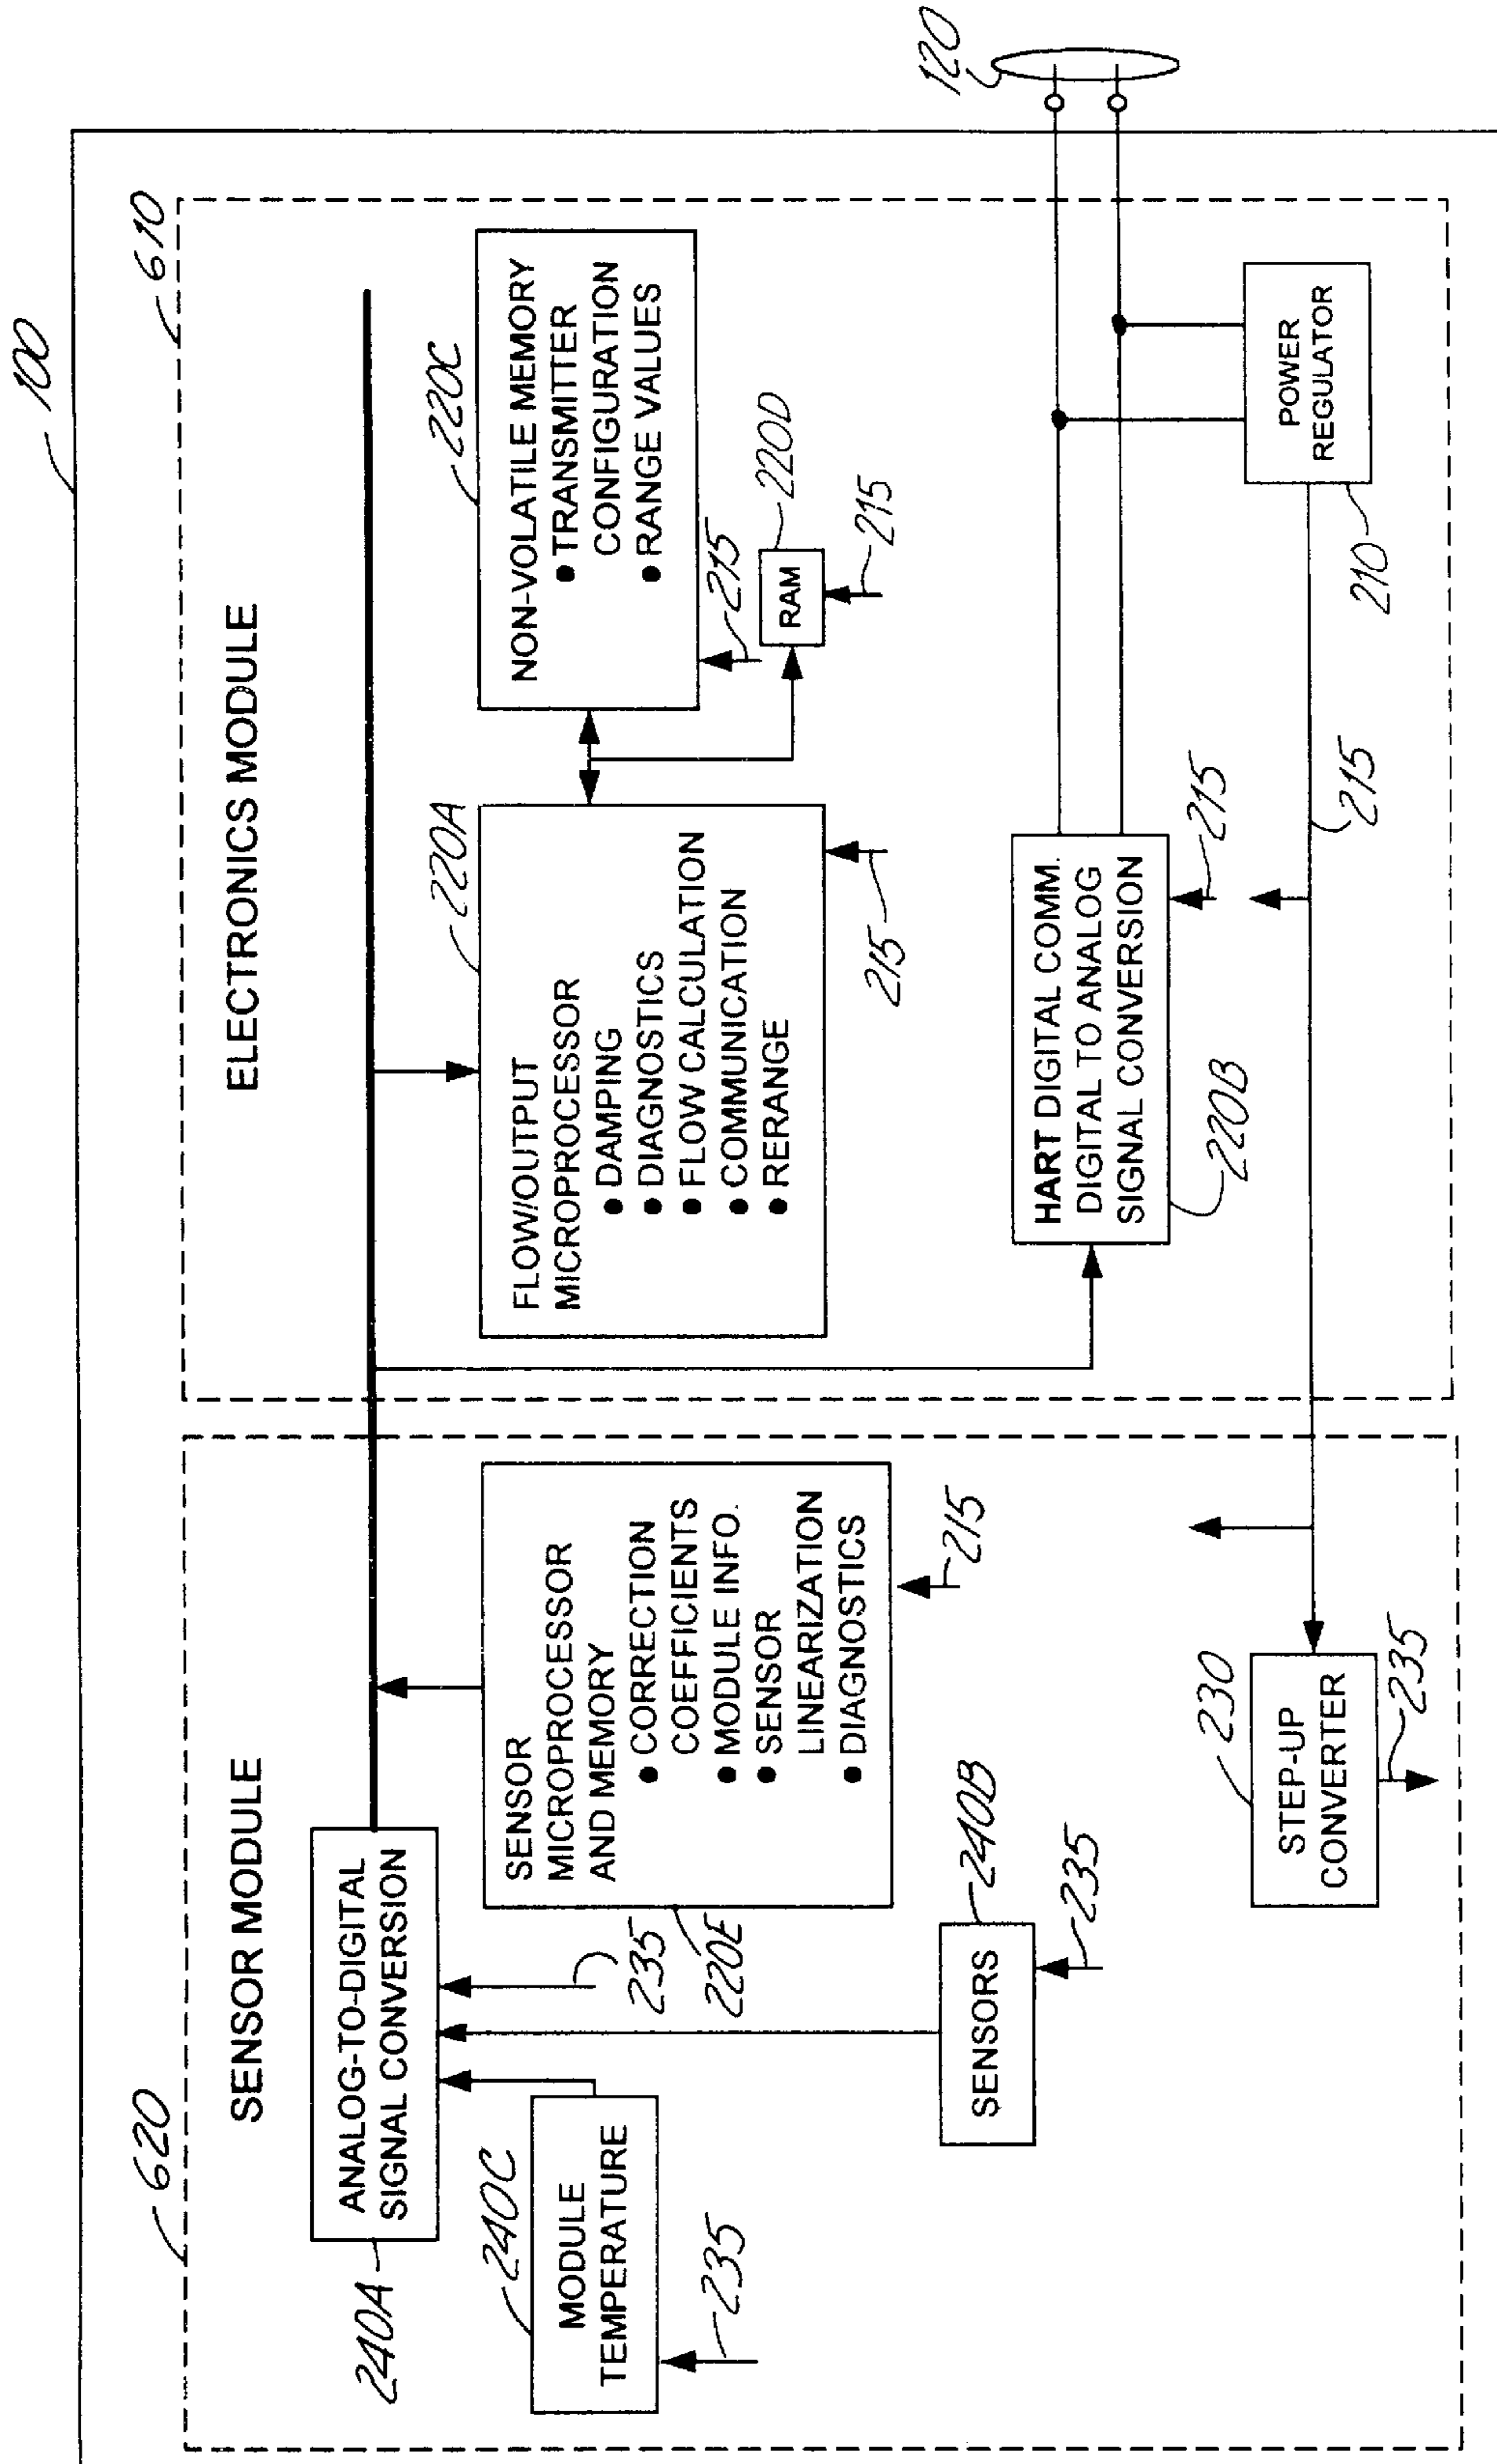 100
620
SENSOR MODULE
240A
ANALOG-TO-DIGITAL
SIGNAL CONVERSION
240C
MODULE
TEMPERATURE
235
235
220E
SENSOR
MICROPROCESSOR
AND MEMORY
● CORRECTION
COEFFICIENTS
● MODULE INFO.
● SENSOR
LINEARIZATION
● DIAGNOSTICS
215
240B
SENSORS
235
230
STEP-UP
CONVERTER
235
610
ELECTRONICS MODULE
220A
FLOW/OUTPUT
MICROPROCESSOR
● DAMPING
● DIAGNOSTICS
● FLOW CALCULATION
● COMMUNICATION
● RERANGE
215
220C
NON-VOLATILE MEMORY
● TRANSMITTER
CONFIGURATION
● RANGE VALUES
215
220D
RAM
215
HART DIGITAL COMM.
DIGITAL TO ANALOG
SIGNAL CONVERSION
220B
215
215
POWER
REGULATOR
210
120